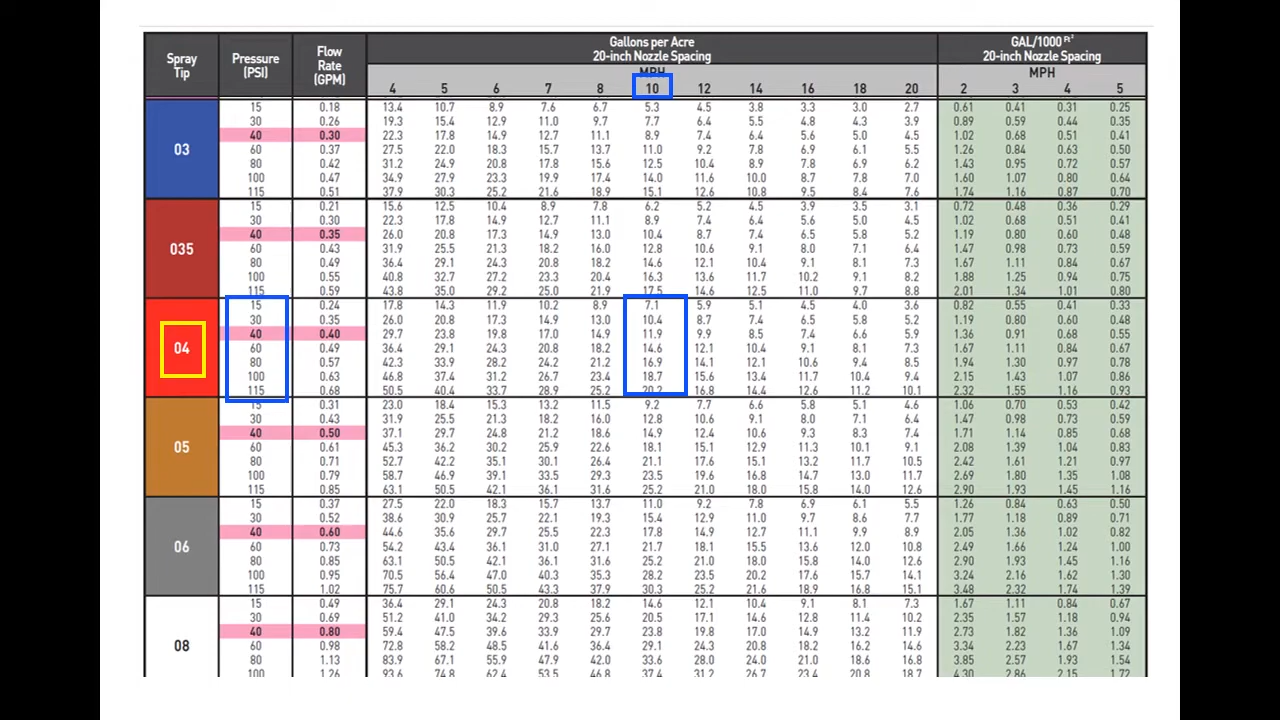 Gallons per Acre GAL/1000 Ft²
Spray Pressure Flow 20-inch Nozzle Spacing 20-inch Nozzle Spacing
Tip (PSI) Rate MPH MPH
(GPM) 4 5 6 7 8 10 12 14 16 18 20 2 3 4 5
15 0.18 13.4 10.7 8.9 7.6 6.7 5.3 4.5 3.8 3.3 3.0 2.7 0.61 0.41 0.31 0.25
30 0.26 19.3 15.4 12.9 11.0 9.7 7.7 6.4 5.5 4.8 4.3 3.9 0.89 0.59 0.44 0.35
40 0.30 22.3 17.8 14.9 12.7 11.1 8.9 7.4 6.4 5.6 5.0 4.5 1.02 0.68 0.51 0.41
03 60 0.37 27.5 22.0 18.3 15.7 13.7 11.0 9.2 7.8 6.9 6.1 5.5 1.26 0.84 0.63 0.50
80 0.42 31.2 24.9 20.8 17.8 15.6 12.5 10.4 8.9 7.8 6.9 6.2 1.43 0.95 0.72 0.57
100 0.47 34.9 27.9 23.3 19.9 17.4 14.0 11.6 10.0 8.7 7.8 7.0 1.60 1.07 0.80 0.64
115 0.51 37.9 30.3 25.2 21.6 18.9 15.1 12.6 10.8 9.5 8.4 7.6 1.74 1.16 0.87 0.70
15 0.21 15.6 12.5 10.4 8.9 7.8 6.2 5.2 4.5 3.9 3.5 3.1 0.72 0.48 0.36 0.29
30 0.30 22.3 17.8 14.9 12.7 11.1 8.9 7.4 6.4 5.6 5.0 4.5 1.02 0.68 0.51 0.41
40 0.35 26.0 20.8 17.3 14.9 13.0 10.4 8.7 7.4 6.5 5.8 5.2 1.19 0.80 0.60 0.48
035 60 0.43 31.9 25.5 21.3 18.2 16.0 12.8 10.6 9.1 8.0 7.1 6.4 1.47 0.98 0.73 0.59
80 0.49 36.4 29.1 24.3 20.8 18.2 14.6 12.1 10.4 9.1 8.1 7.3 1.67 1.11 0.84 0.67
100 0.55 40.8 32.7 27.2 23.3 20.4 16.3 13.6 11.7 10.2 9.1 8.2 1.88 1.25 0.94 0.75
115 0.59 43.8 35.0 29.2 25.0 21.9 17.5 14.6 12.5 11.0 9.7 8.8 2.01 1.34 1.01 0.80
15 0.24 17.8 14.3 11.9 10.2 8.9 7.1 5.9 5.1 4.5 4.0 3.6 0.82 0.55 0.41 0.33
30 0.35 26.0 20.8 17.3 14.9 13.0 10.4 8.7 7.4 6.5 5.8 5.2 1.19 0.80 0.60 0.48
40 0.40 29.7 23.8 19.8 17.0 14.9 11.9 9.9 8.5 7.4 6.6 5.9 1.36 0.91 0.68 0.55
04 60 0.49 36.4 29.1 24.3 20.8 18.2 14.6 12.1 10.4 9.1 8.1 7.3 1.67 1.11 0.84 0.67
80 0.57 42.3 33.9 28.2 24.2 21.2 16.9 14.1 12.1 10.6 9.4 8.5 1.94 1.30 0.97 0.78
100 0.63 46.8 37.4 31.2 26.7 23.4 18.7 15.6 13.4 11.7 10.4 9.4 2.15 1.43 1.07 0.86
115 0.68 50.5 40.4 33.7 28.9 25.2 20.2 16.8 14.4 12.6 11.2 10.1 2.32 1.55 1.16 0.93
15 0.31 23.0 18.4 15.3 13.2 11.5 9.2 7.7 6.6 5.8 5.1 4.6 1.06 0.70 0.53 0.42
30 0.43 31.9 25.5 21.3 18.2 16.0 12.8 10.6 9.1 8.0 7.1 6.4 1.47 0.98 0.73 0.59
40 0.50 37.1 29.7 24.8 21.2 18.6 14.9 12.4 10.6 9.3 8.3 7.4 1.71 1.14 0.85 0.68
05 60 0.61 45.3 36.2 30.2 25.9 22.6 18.1 15.1 12.9 11.3 10.1 9.1 2.08 1.39 1.04 0.83
80 0.71 52.7 42.2 35.1 30.1 26.4 21.1 17.6 15.1 13.2 11.7 10.5 2.42 1.61 1.21 0.97
100 0.79 58.7 46.9 39.1 33.5 29.3 23.5 19.6 16.8 14.7 13.0 11.7 2.69 1.80 1.35 1.08
115 0.85 63.1 50.5 42.1 36.1 31.6 25.2 21.0 18.0 15.8 14.0 12.6 2.90 1.93 1.45 1.16
15 0.37 27.5 22.0 18.3 15.7 13.7 11.0 9.2 7.8 6.9 6.1 5.5 1.26 0.84 0.63 0.50
30 0.52 38.6 30.9 25.7 22.1 19.3 15.4 12.9 11.0 9.7 8.6 7.7 1.77 1.18 0.89 0.71
40 0.60 44.6 35.6 29.7 25.5 22.3 17.8 14.9 12.7 11.1 9.9 8.9 2.05 1.36 1.02 0.82
06 60 0.73 54.2 43.4 36.1 31.0 27.1 21.7 18.1 15.5 13.6 12.0 10.8 2.49 1.66 1.24 1.00
80 0.85 63.1 50.5 42.1 36.1 31.6 25.2 21.0 18.0 15.8 14.0 12.6 2.90 1.93 1.45 1.16
100 0.95 70.5 56.4 47.0 40.3 35.3 28.2 23.5 20.2 17.6 15.7 14.1 3.24 2.16 1.62 1.30
115 1.02 75.7 60.6 50.5 43.3 37.9 30.3 25.2 21.6 18.9 16.8 15.1 3.48 2.32 1.74 1.39
15 0.49 36.4 29.1 24.3 20.8 18.2 14.6 12.1 10.4 9.1 8.1 7.3 1.67 1.11 0.84 0.67
30 0.69 51.2 41.0 34.2 29.3 25.6 20.5 17.1 14.6 12.8 11.4 10.2 2.35 1.57 1.18 0.94
40 0.80 59.4 47.5 39.6 33.9 29.7 23.8 19.8 17.0 14.9 13.2 11.9 2.73 1.82 1.36 1.09
08 60 0.98 72.8 58.2 48.5 41.6 36.4 29.1 24.3 20.8 18.2 16.2 14.6 3.34 2.23 1.67 1.34
80 1.13 83.9 67.1 55.9 47.9 42.0 33.6 28.0 24.0 21.0 18.6 16.8 3.85 2.57 1.93 1.54
100 1.26 93.6 74.8 62.4 53.5 46.8 37.4 31.2 26.7 23.4 20.8 18.7 4.30 2.86 2.15 1.72